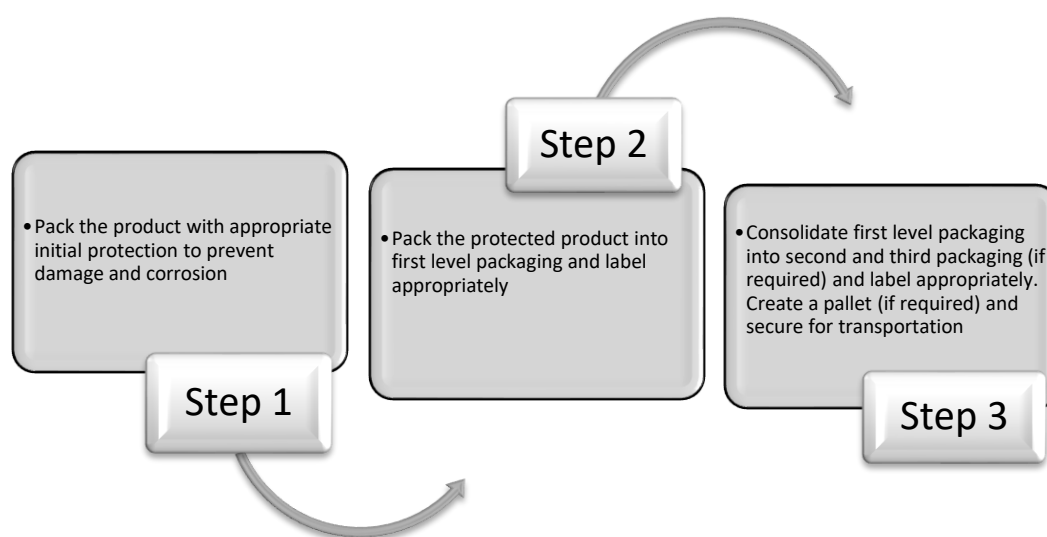 •Pack the product with appropriate
initial protection to prevent
damage and corrosion
Step 1
Step 2
•Pack the protected product into
first level packaging and label
appropriately
•Consolidate first level packaging
into second and third packaging (if
required) and label appropriately.
Create a pallet (if required) and
secure for transportation
Step 3